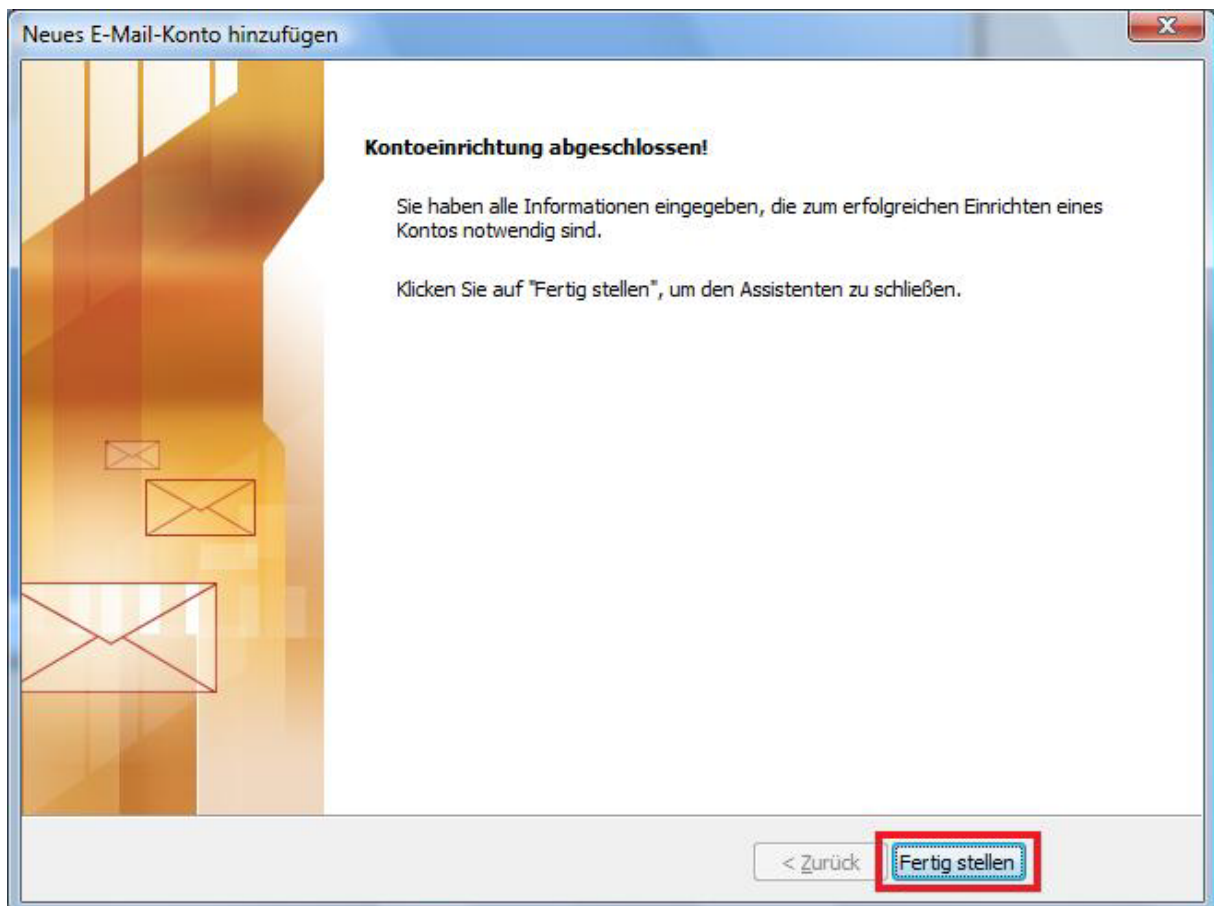 Neues E-Mail-Konto hinzufügen
Kontoeinrichtung abgeschlossen!
Sie haben alle Informationen eingegeben, die zum erfolgreichen Einrichten eines
Kontos notwendig sind.
Klicken Sie auf "Fertig stellen", um den Assistenten zu schließen.
< Zurück Fertig stellen